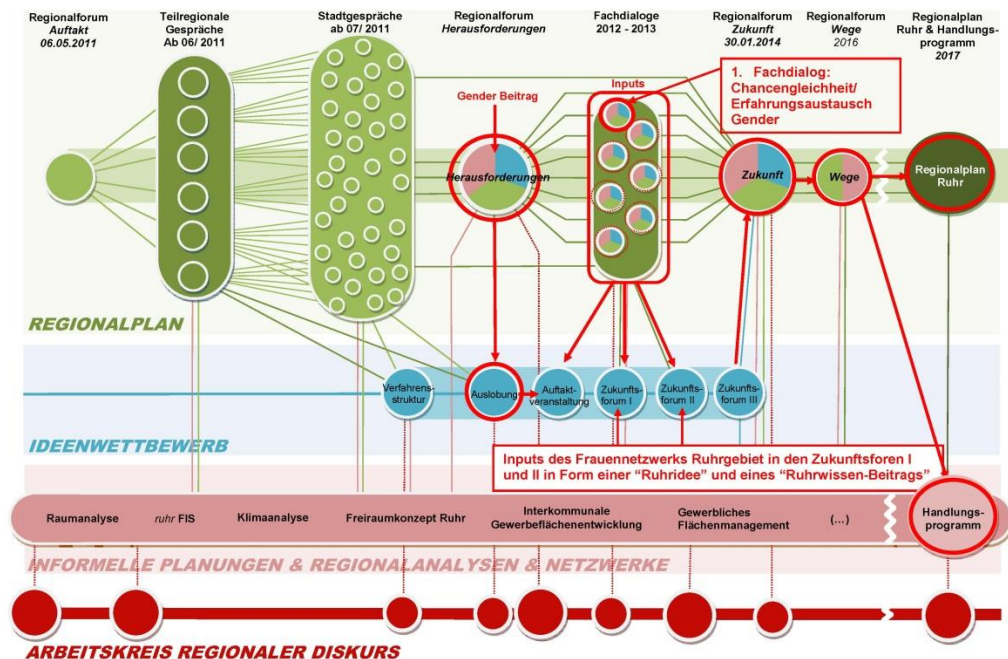 Regionalforum
Auftakt
06.05.2011
Teilregionale
Gespräche
Ab 06/ 2011
Stadtgespräche
ab 07/ 2011
Regionalforum
Herausforderungen
Fachdialoge
2012 - 2013
Regionalforum
Zukunft
30.01.2014
Regionalforum
Wege
2016
Regionalplan
Ruhr & Handlungs-
programm
2017
Inputs
1. Fachdialog:
Chancengleichheit/
Erfahrungsaustausch
Gender
Gender Beitrag
Herausforderungen
Zukunft
Wege
Regionalplan
Ruhr
REGIONALPLAN
Verfahrens-
struktur
Auslobung
Auftakt-
veranstaltung
Zukunfts-
forum I
Zukunfts-
forum II
Zukunfts-
forum III
IDEENWETTBEWERB
Inputs des Frauennetzwerks Ruhrgebiet in den Zukunftsforen I
und II in Form einer "Ruhridee" und eines "Ruhrwissen-Beitrags"
Raumanalyse
ruhr FIS
Klimaanalyse
Freiraumkonzept Ruhr
Interkommunale
Gewerbeflächenentwicklung
Gewerbliches
Flächenmanagement
(...)
Handlungs-
programm
INFORMELLE PLANUNGEN & REGIONALANALYSEN & NETZWERKE
ARBEITSKREIS REGIONALER DISKURS